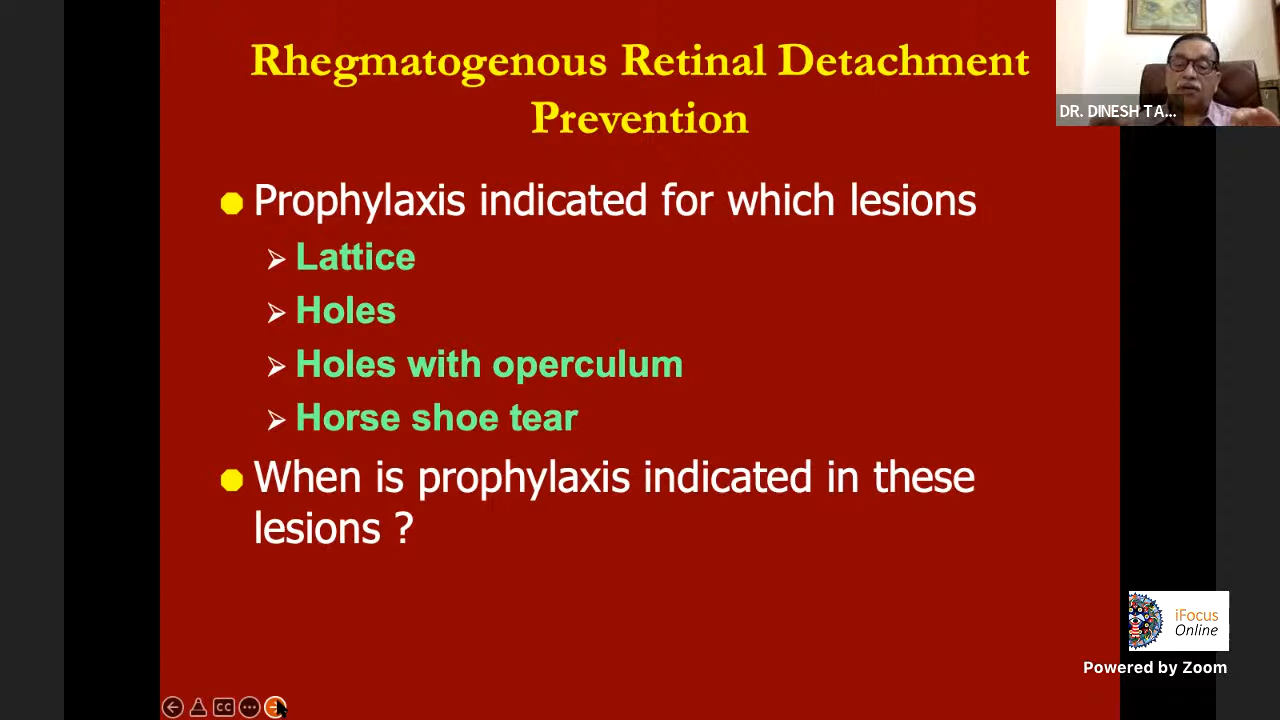 Rhegmatogenous Retinal Detachment
Prevention
Prophylaxis indicated for which lesions
Lattice
Holes
Holes with operculum
Horse shoe tear
When is prophylaxis indicated in these
lesions ?
DR. DINESH TA...
iFocus
Online
Powered by Zoom
CC